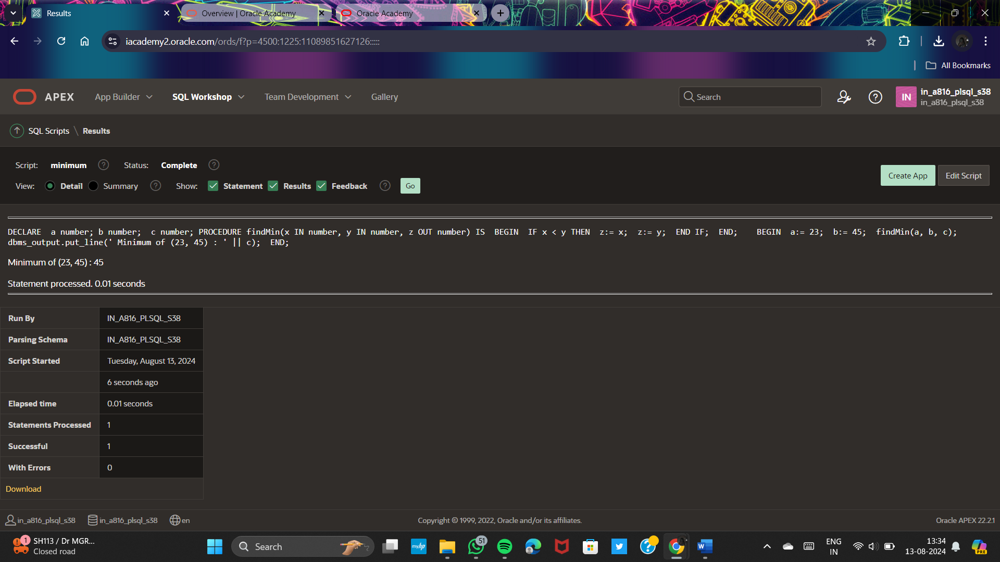 Results
Overview | Oracle Academy
Oracle Academy
iacademy2.oracle.com/ords/f?p=4500:1225:11089851627126:::::
All Bookmarks
APEX
App Builder
SQL Workshop
Team Development
Gallery
Search
IN
in_a816_plsql_s38
in_a816_plsql_s38
SQL Scripts \ Results
Script: minimum
Status: Complete
View: Detail Summary
Show: Statement Results Feedback
Go
Create App
Edit Script
DECLARE  a number; b number;  c number; PROCEDURE findMin(x IN number, y IN number, z OUT number) IS  BEGIN  IF x < y THEN  z:= x;  z:= y;  END IF;  END;    BEGIN  a:= 23;  b:= 45;  findMin(a, b, c);
dbms_output.put_line(' Minimum of (23, 45) : ' || c);  END;
Minimum of (23, 45) : 45
Statement processed. 0.01 seconds
Run By IN_A816_PLSQL_S38
Parsing Schema IN_A816_PLSQL_S38
Script Started Tuesday, August 13, 2024
6 seconds ago
Elapsed time 0.01 seconds
Statements Processed 1
Successful 1
With Errors 0
Download
in_a816_plsql_s38
in_a816_plsql_s38
en
Copyright © 1999, 2022, Oracle and/or its affiliates.
Oracle APEX 22.2.1
1
SH113 / Dr MGR...
Closed road
Search
myhp
51
W
ENG
IN
13:34
13-08-2024
PRE